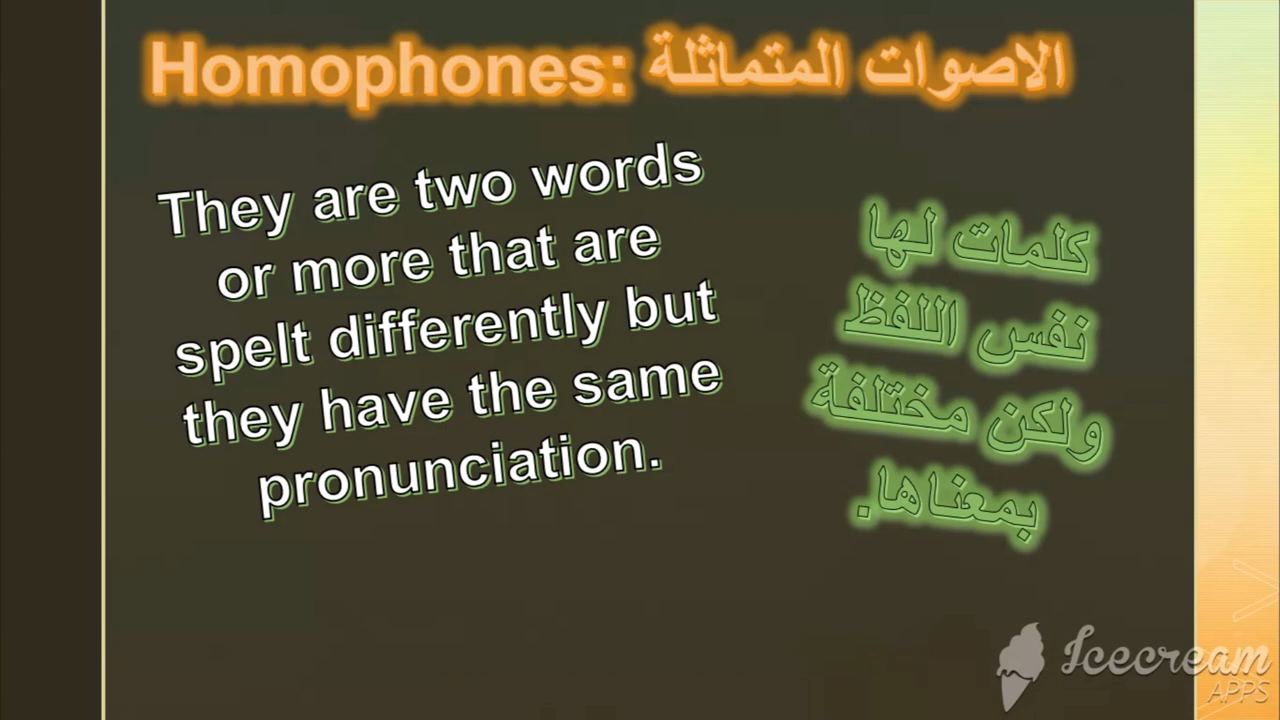 Homophones: الاصوات المتماثلة
They are two words
or more that are
spelt differently but
they have the same
pronunciation.
كلمات لها
نفس اللفظ
ولكن مختلفة
بمعناها.
Icecream
APPS